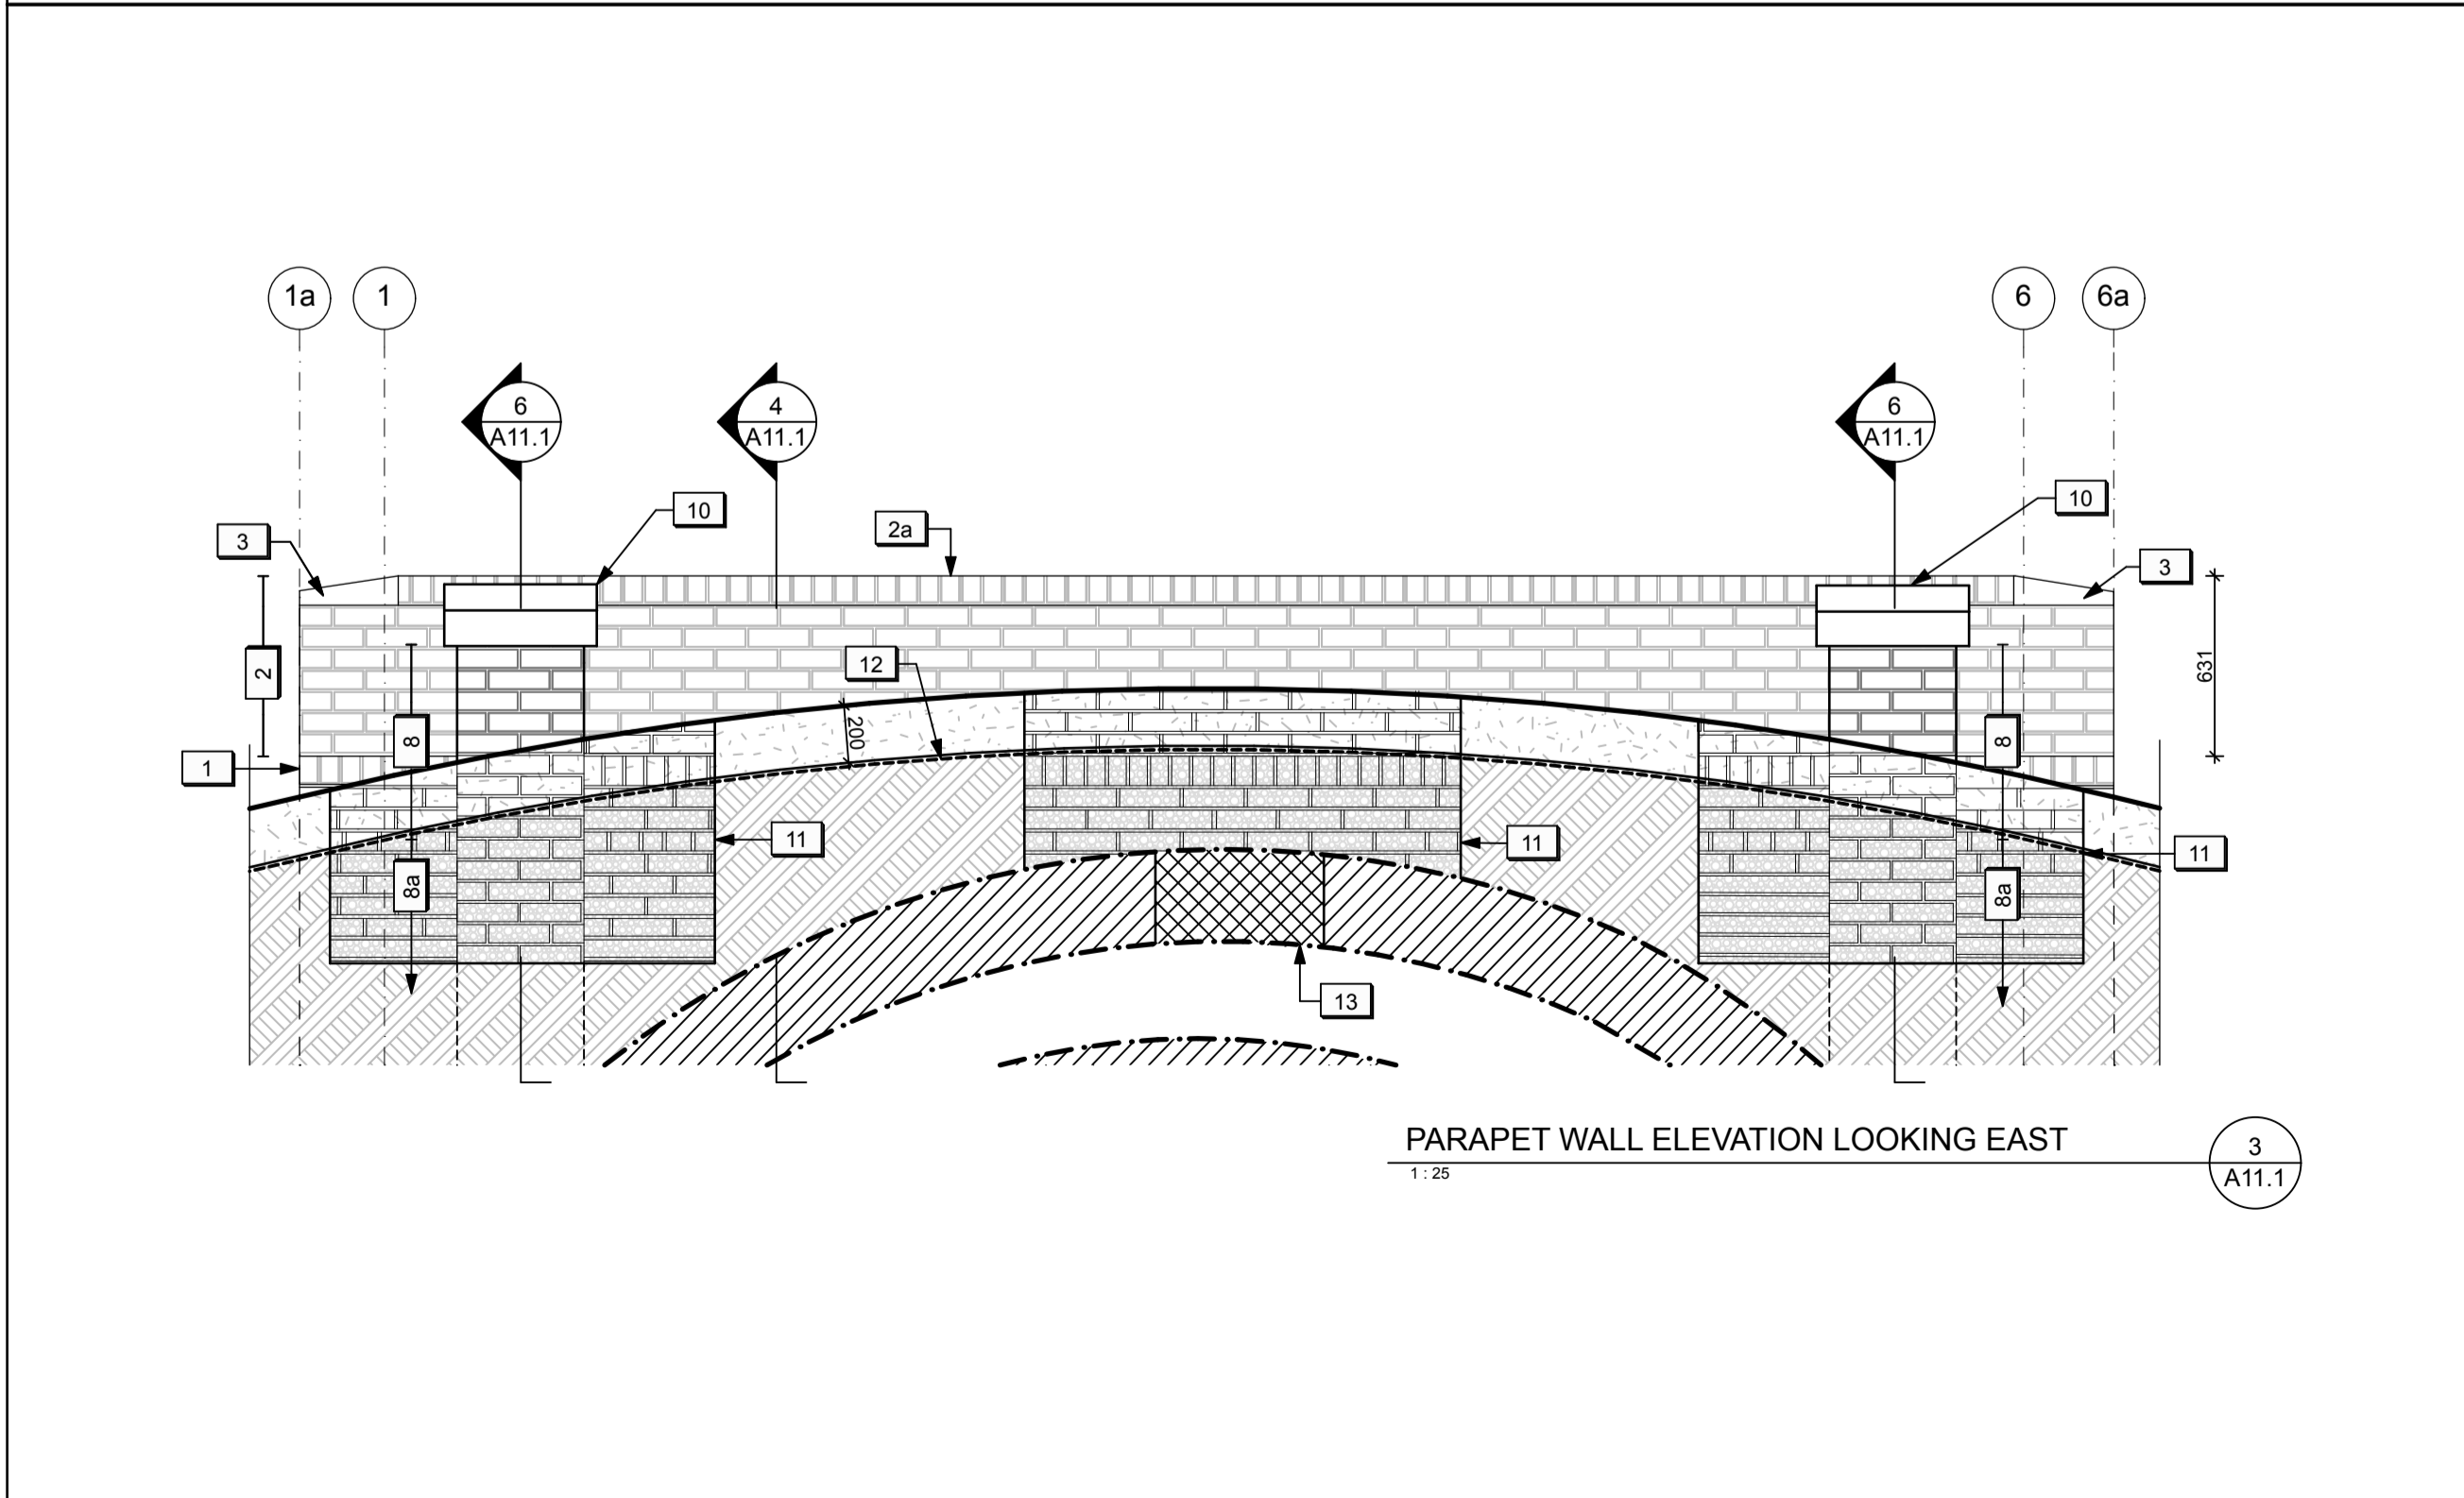 1a 1 6 6a
6 4 6
A11.1 A11.1 A11.1
10 10
3 2a 3
12
2 631
8 200 8
1
11 11 11
8a 8a
13
PARAPET WALL ELEVATION LOOKING EAST
1 : 25
3
A11.1